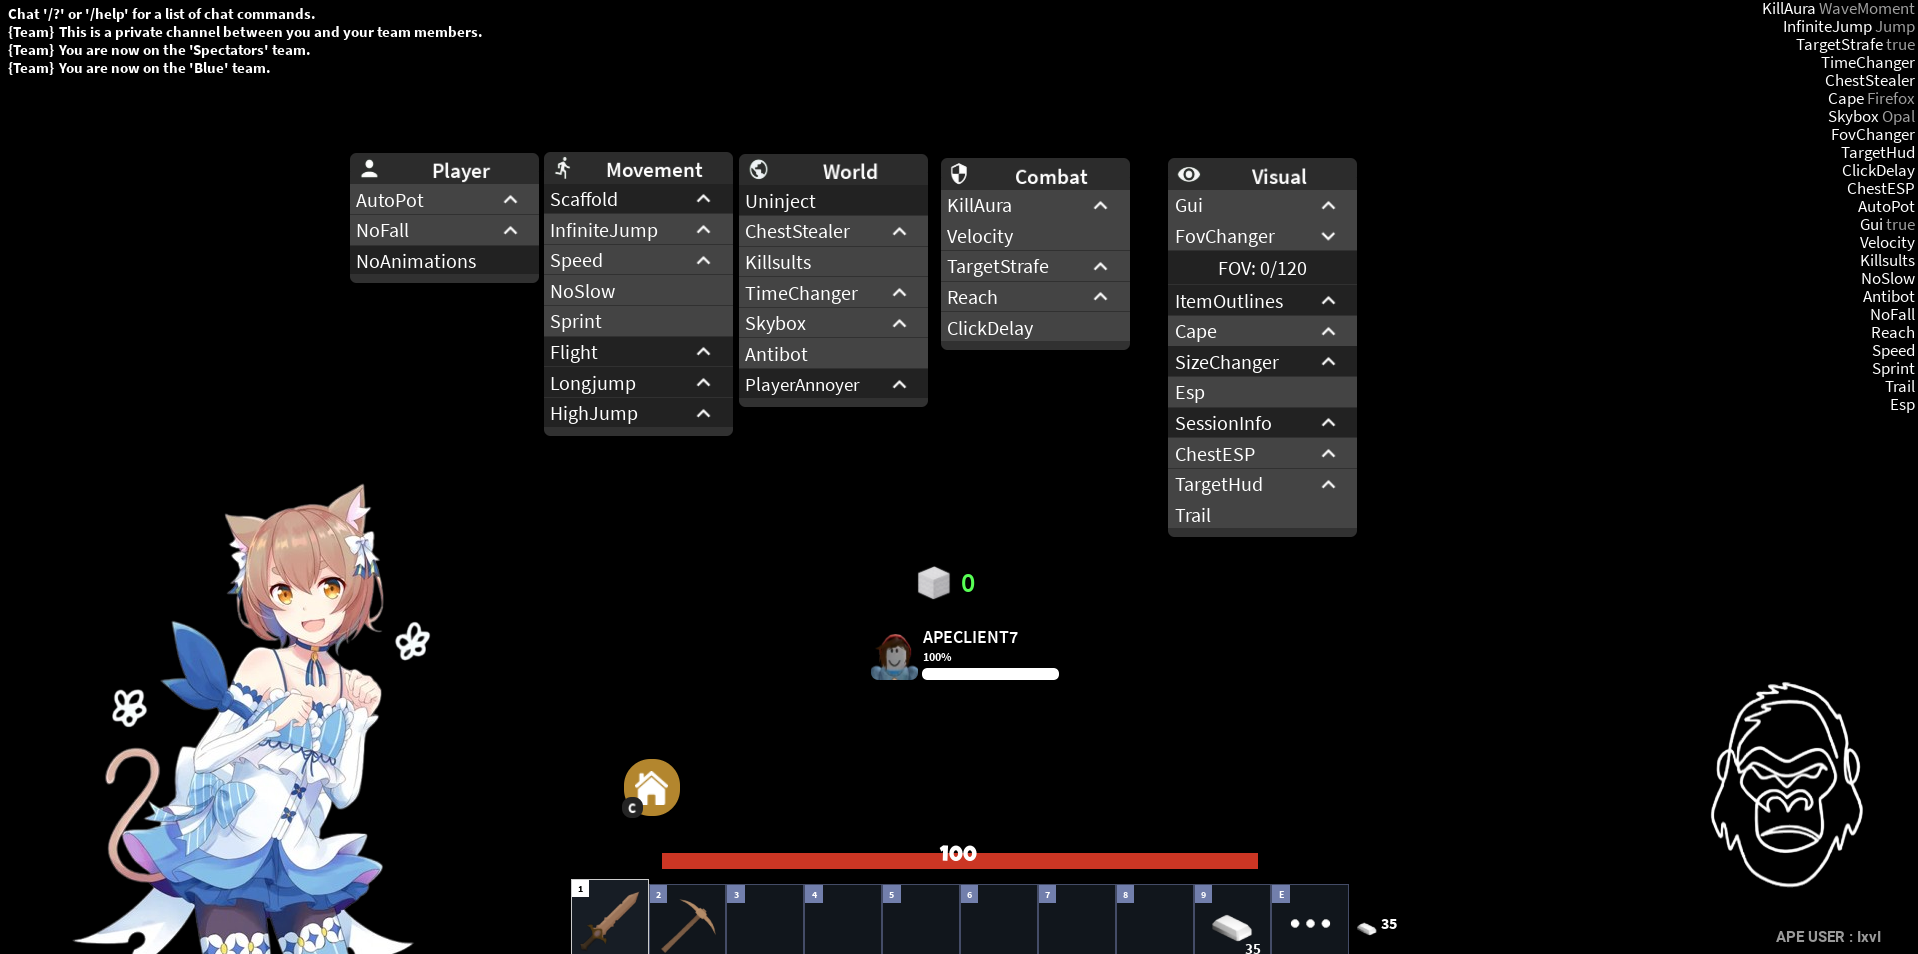 Chat '/?' or '/help' for a list of chat commands.
{Team} This is a private channel between you and your team members.
{Team} You are now on the 'Spectators' team.
{Team} You are now on the 'Blue' team.
KillAura WaveMoment
InfiniteJump Jump
TargetStrafe true
TimeChanger
ChestStealer
Cape Firefox
Skybox Opal
FovChanger
TargetHud
ClickDelay
ChestESP
AutoPot
Gui true
Velocity
Killsults
NoSlow
Antibot
NoFall
Reach
Speed
Sprint
Trail
Esp
Player
AutoPot
NoFall
NoAnimations
Movement
Scaffold
InfiniteJump
Speed
NoSlow
Sprint
Flight
Longjump
HighJump
World
Uninject
ChestStealer
Killsults
TimeChanger
Skybox
Antibot
PlayerAnnoyer
Combat
KillAura
Velocity
TargetStrafe
Reach
ClickDelay
Visual
Gui
FovChanger
FOV: 0/120
ItemOutlines
Cape
SizeChanger
Esp
SessionInfo
ChestESP
TargetHud
Trail
0
APECLIENT7
100%
C
100
1
2
3
4
5
6
7
8
9
E
35
35
APE USER : lxvl